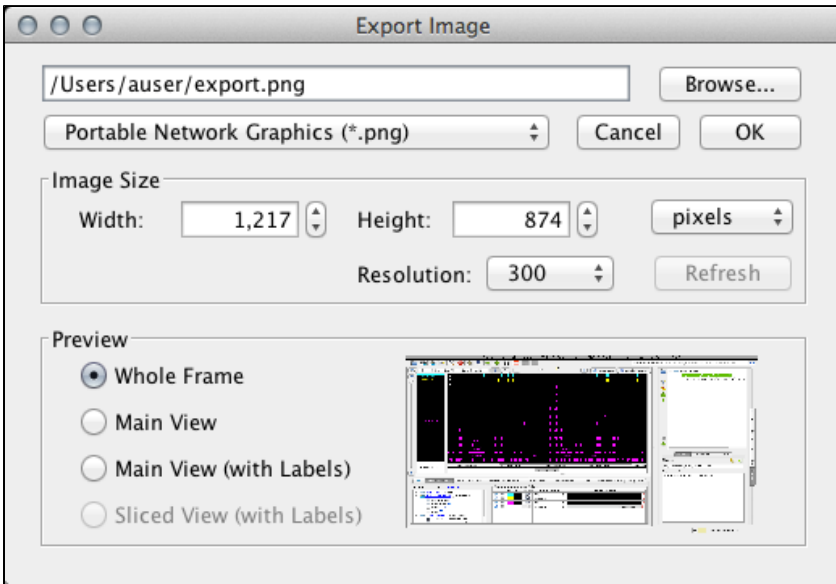 Export Image
/Users/auser/export.png Browse...
Portable Network Graphics (*.png) Cancel OK
Image Size
Width: 1,217 Height: 874 pixels
Resolution: 300 Refresh
Preview
Whole Frame
Main View
Main View (with Labels)
Sliced View (with Labels)